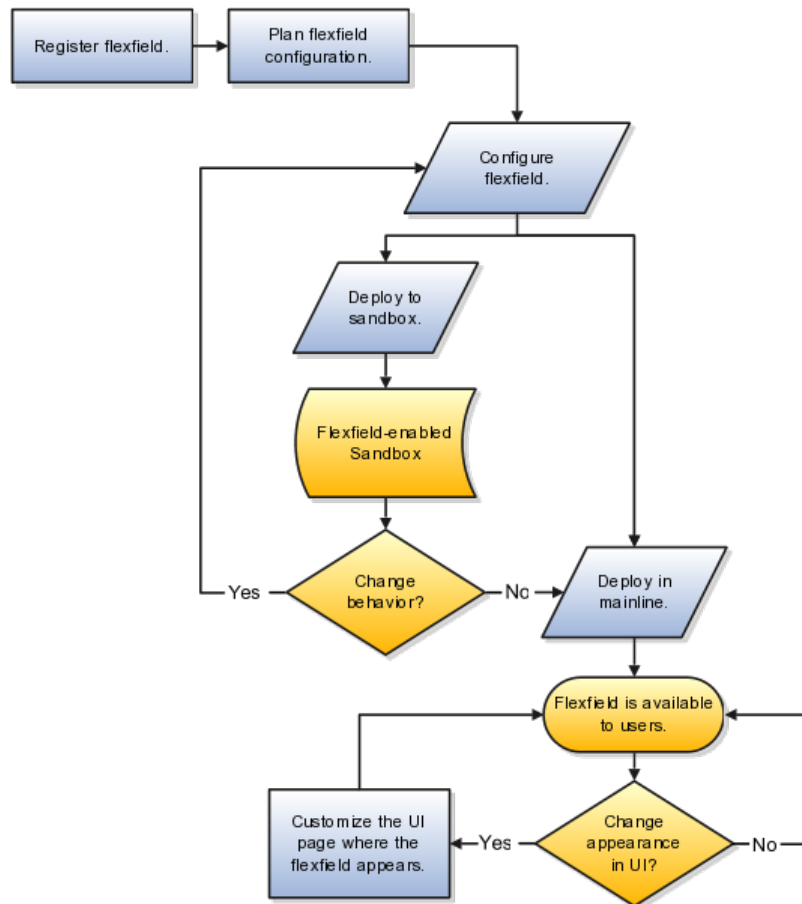 Register flexfield.
Plan flexfield
configuration.
Configure
flexfield.
Deploy to
sandbox.
Flexfield-enabled
Sandbox
Change
behavior?
Yes
No
Deploy in
mainline.
Flexfield is available
to users.
Customize the UI
page where the
flexfield appears.
Yes
Change
appearance
in UI?
No